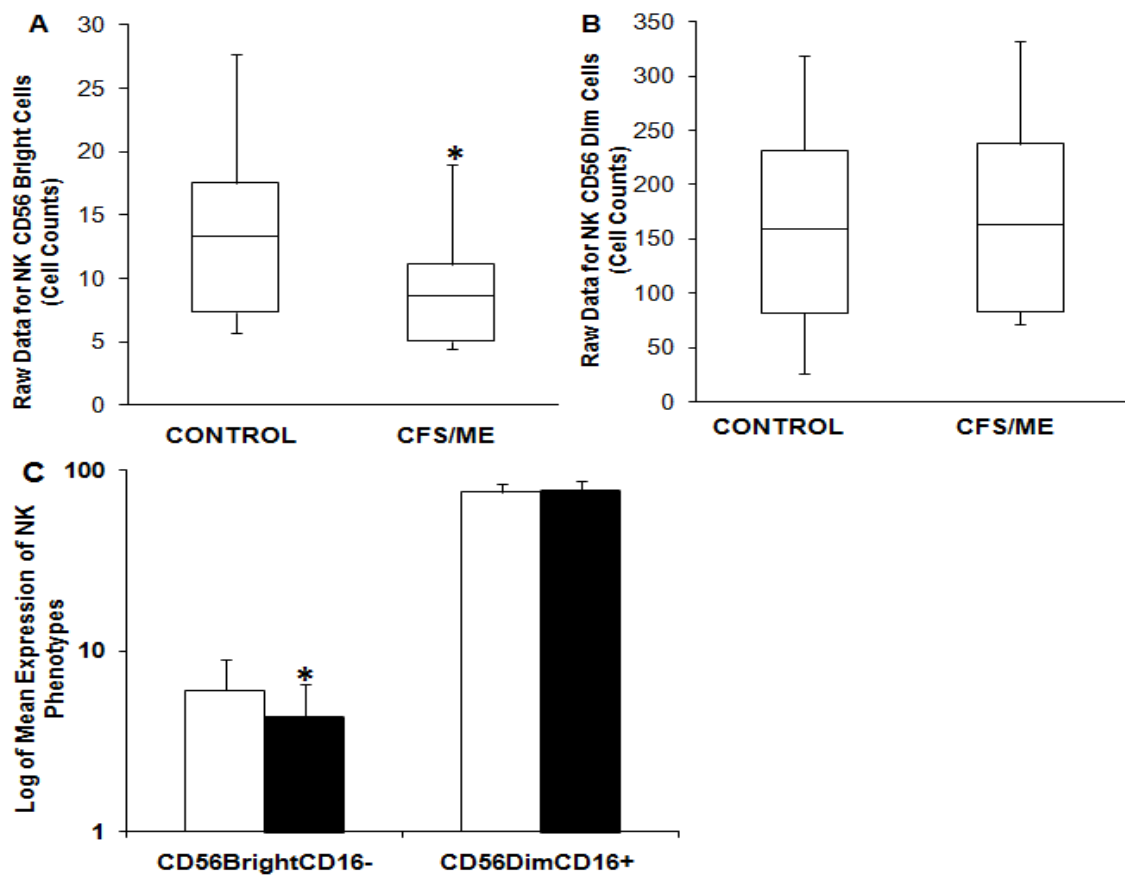 A
Raw Data for NK CD56 Bright Cells
(Cell Counts)
30
25
20
15
10
5
0
*
CONTROL
CFS/ME
B
Raw Data for NK CD56 Dim Cells
(Cell Counts)
350
300
250
200
150
100
50
0
CONTROL
CFS/ME
C
Log of Mean Expression of NK
Phenotypes
100
10
1
*
CD56BrightCD16-
CD56DimCD16+